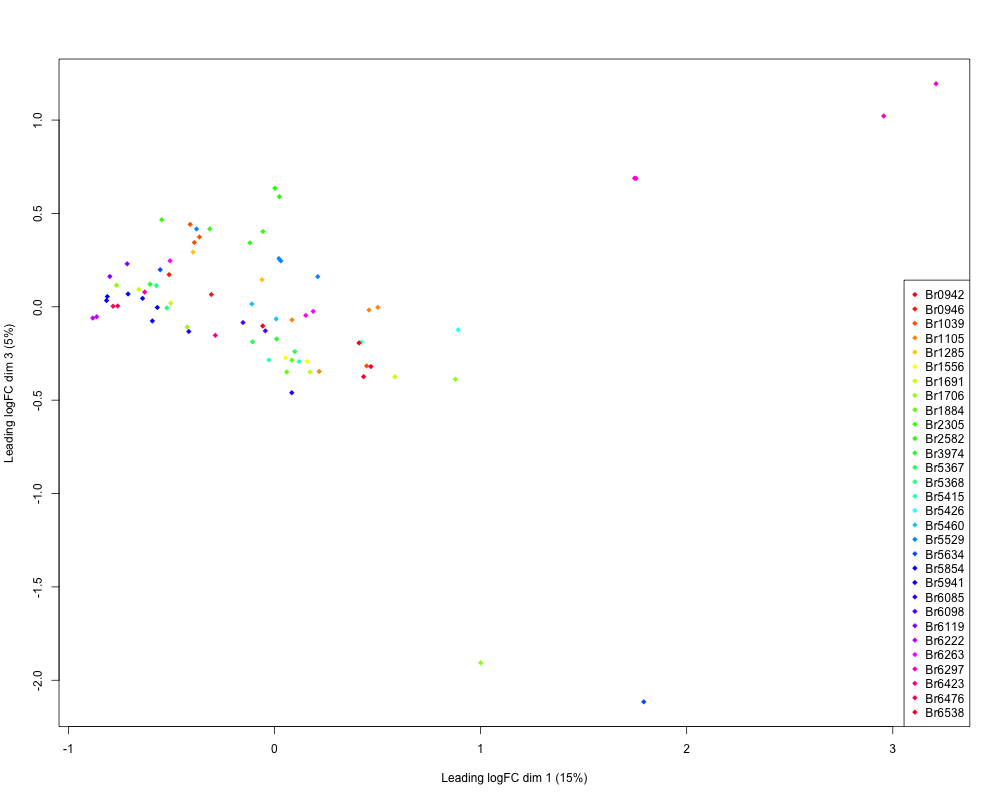 1.0
0.5
0.0
-0.5
-1.0
-1.5
-2.0
Leading logFC dim 3 (5%)
Br0942
Br0946
Br1039
Br1105
Br1285
Br1556
Br1691
Br1706
Br1884
Br2305
Br2582
Br3974
Br5367
Br5368
Br5415
Br5426
Br5460
Br5529
Br5634
Br5854
Br5941
Br6085
Br6098
Br6119
Br6222
Br6263
Br6297
Br6423
Br6476
Br6538
-1 0 1 2 3
Leading logFC dim 1 (15%)